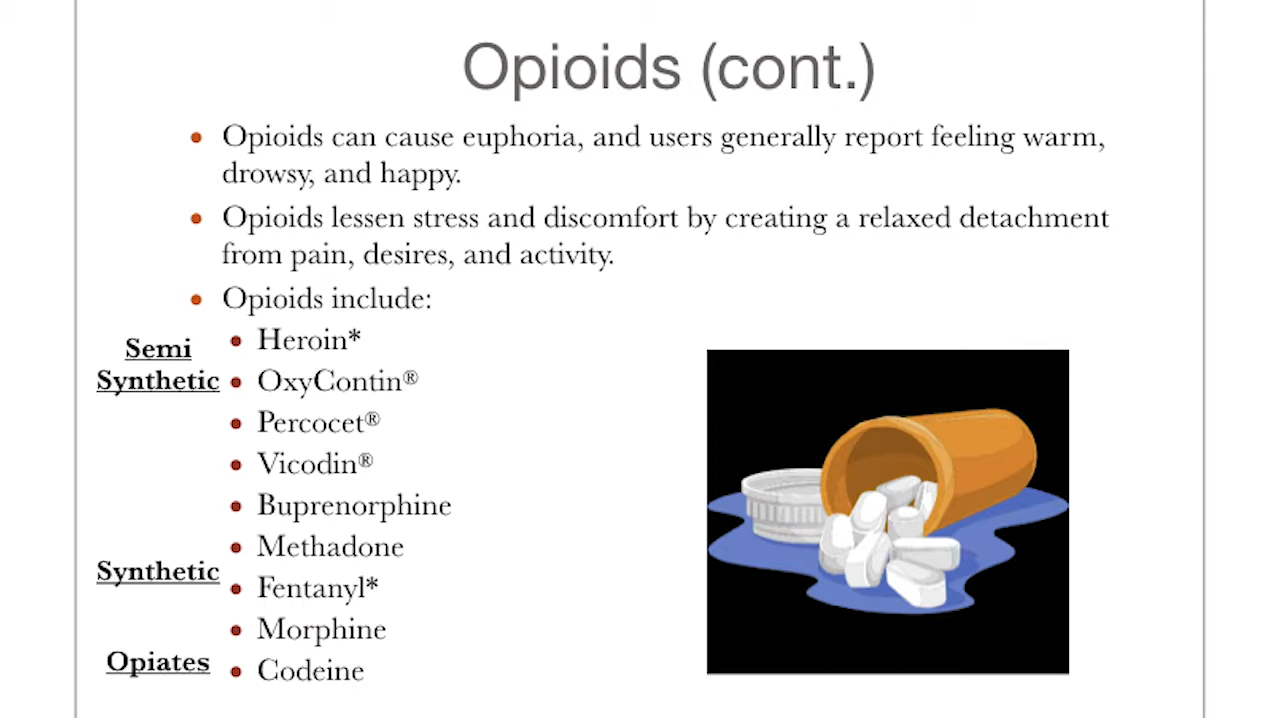 Opioids (cont.)
• Opioids can cause euphoria, and users generally report feeling warm,
drowsy, and happy.
• Opioids lessen stress and discomfort by creating a relaxed detachment
from pain, desires, and activity.
• Opioids include:
Semi
Synthetic
• Heroin*
• OxyContin®
• Percocet®
• Vicodin®
• Buprenorphine
Synthetic
• Methadone
• Fentanyl*
Opiates
• Morphine
• Codeine